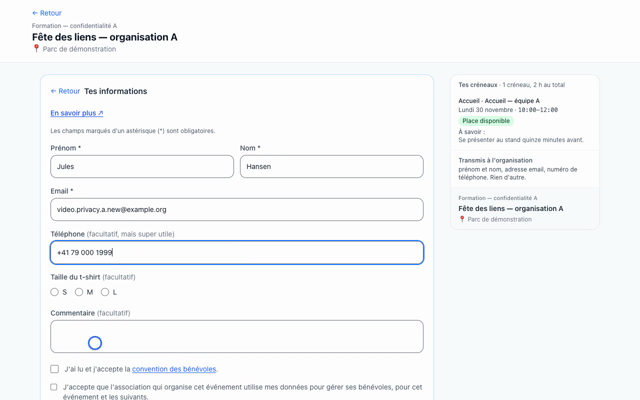 ← Retour
Formation — confidentialité A
Fête des liens — organisation A
📍 Parc de démonstration
← Retour Tes informations
En savoir plus ↗
Les champs marqués d'un astérisque (*) sont obligatoires.
Prénom * Nom *
Jules Hansen
Email *
video.privacy.a.new@example.org
Téléphone (facultatif, mais super utile)
+41 79 000 1999
Taille du t-shirt (facultatif)
S M L
Commentaire (facultatif)
J'ai lu et j'accepte la convention des bénévoles.
J'accepte que l'association qui organise cet événement utilise mes données pour gérer ses bénévoles, pour cet
événement et les suivants.
Tes créneaux · 1 créneau, 2 h au total
Accueil · Accueil — équipe A
Lundi 30 novembre · 10:00–12:00
Place disponible
À savoir :
Se présenter au stand quinze minutes avant.
Transmis à l'organisation
prénom et nom, adresse email, numéro de
téléphone. Rien d'autre.
Formation — confidentialité A
Fête des liens — organisation A
📍 Parc de démonstration